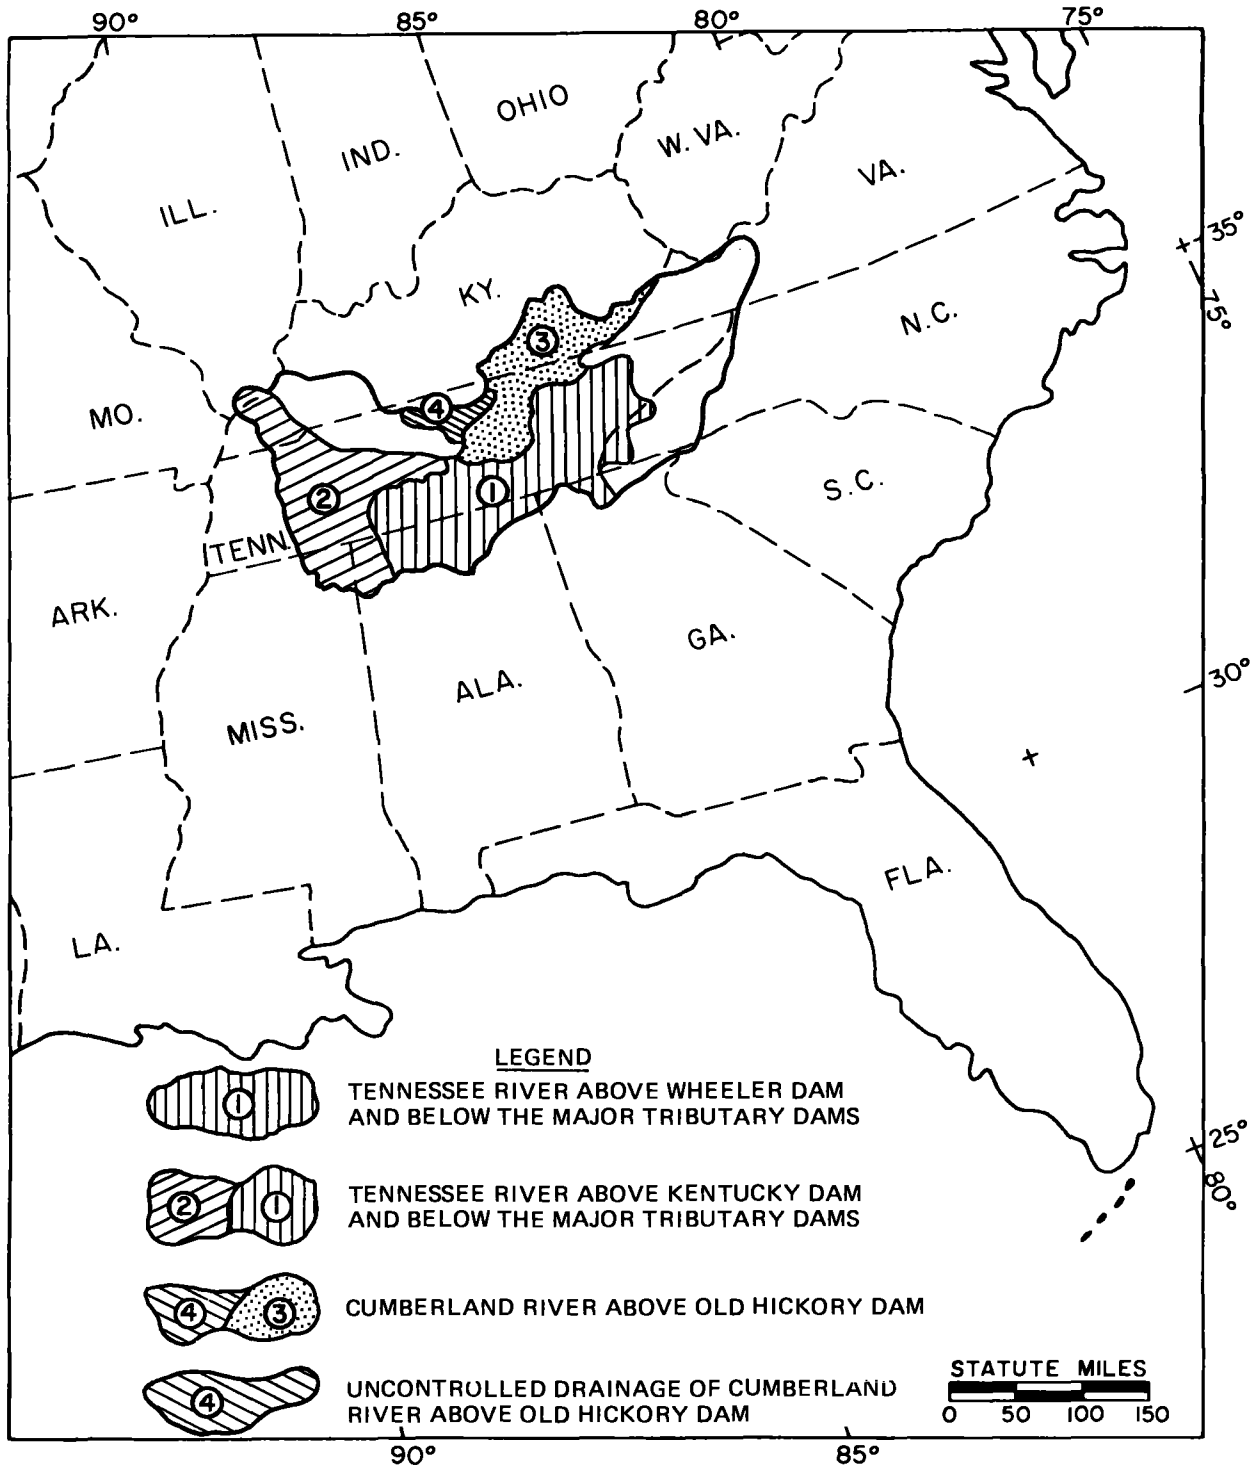 90° 85° 80° 75°
OHIO
IND.
W. VA.
VA.
ILL.
35°
75°
KY.
N.C.
3
4
MO.
S.C.
2
1
TENN.
ARK.
GA.
30°
ALA.
MISS.
FLA.
LA.
LEGEND
1
TENNESSEE RIVER ABOVE WHEELER DAM
AND BELOW THE MAJOR TRIBUTARY DAMS
25°
80°
2 1
TENNESSEE RIVER ABOVE KENTUCKY DAM
AND BELOW THE MAJOR TRIBUTARY DAMS
4 3
CUMBERLAND RIVER ABOVE OLD HICKORY DAM
4
UNCONTROLLED DRAINAGE OF CUMBERLAND
RIVER ABOVE OLD HICKORY DAM
STATUTE MILES
0 50 100 150
90° 85°